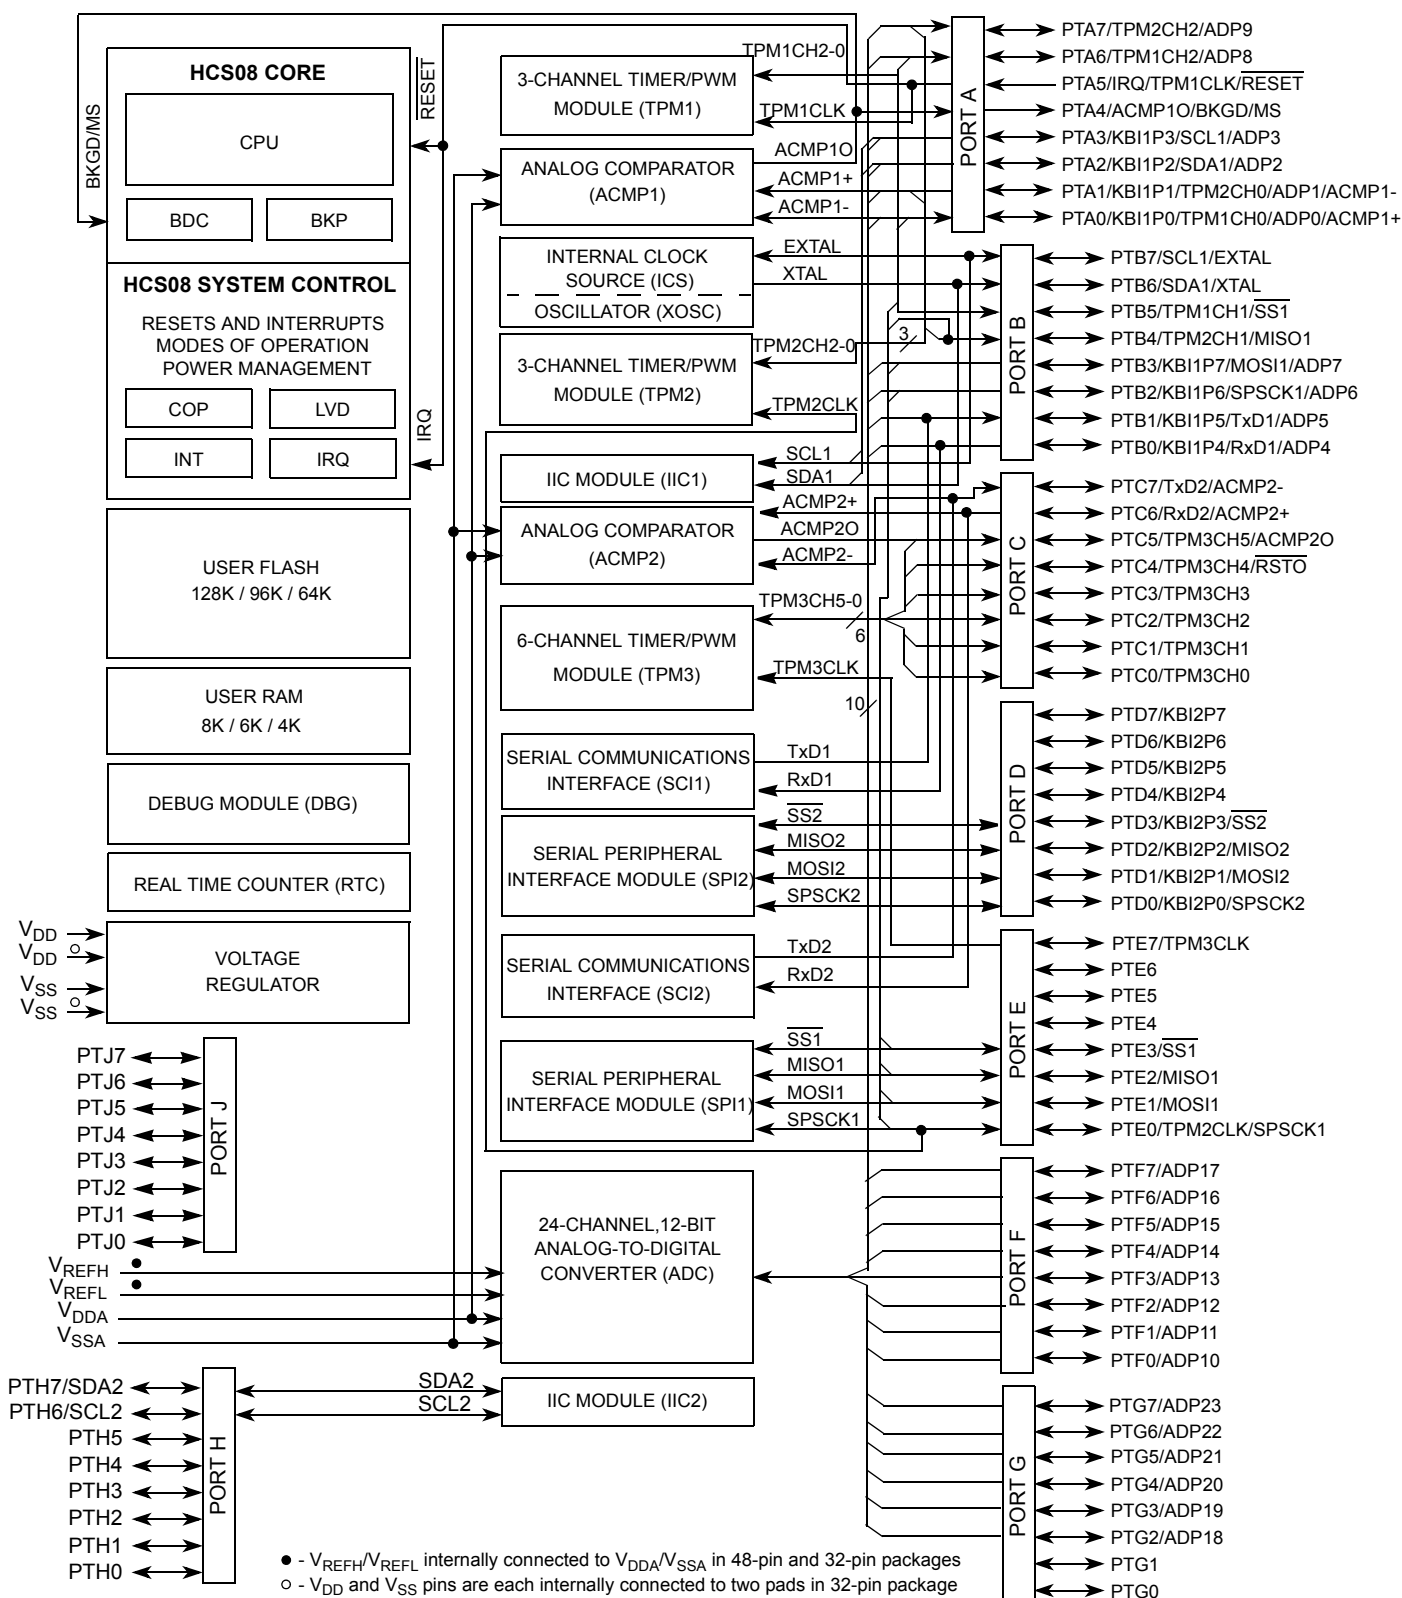 BKGD/MS
HCS08 CORE
CPU
BDC
BKP
RESET
HCS08 SYSTEM CONTROL
RESETS AND INTERRUPTS
MODES OF OPERATION
POWER MANAGEMENT
COP
LVD
INT
IRQ
IRQ
USER FLASH
128K / 96K / 64K
USER RAM
8K / 6K / 4K
DEBUG MODULE (DBG)
REAL TIME COUNTER (RTC)
VDD
VDD
VSS
VSS
VOLTAGE
REGULATOR
PTJ7
PTJ6
PTJ5
PTJ4
PTJ3
PTJ2
PTJ1
PTJ0
PORT J
VREFH
VREFL
VDDA
VSSA
PTH7/SDA2
PTH6/SCL2
PTH5
PTH4
PTH3
PTH2
PTH1
PTH0
PORT H
SDA2
SCL2
3-CHANNEL TIMER/PWM
MODULE (TPM1)
TPM1CH2-0
TPM1CLK
ANALOG COMPARATOR
(ACMP1)
ACMP1O
ACMP1+
ACMP1-
INTERNAL CLOCK
SOURCE (ICS)
OSCILLATOR (XOSC)
EXTAL
XTAL
3-CHANNEL TIMER/PWM
MODULE (TPM2)
TPM2CH2-0
3
TPM2CLK
IIC MODULE (IIC1)
SCL1
SDA1
ANALOG COMPARATOR
(ACMP2)
ACMP2+
ACMP2O
ACMP2-
6-CHANNEL TIMER/PWM
MODULE (TPM3)
TPM3CH5-0
6
TPM3CLK
10
SERIAL COMMUNICATIONS
INTERFACE (SCI1)
TxD1
RxD1
SERIAL PERIPHERAL
INTERFACE MODULE (SPI2)
SS2
MISO2
MOSI2
SPSCK2
SERIAL COMMUNICATIONS
INTERFACE (SCI2)
TxD2
RxD2
SERIAL PERIPHERAL
INTERFACE MODULE (SPI1)
SS1
MISO1
MOSI1
SPSCK1
24-CHANNEL,12-BIT
ANALOG-TO-DIGITAL
CONVERTER (ADC)
IIC MODULE (IIC2)
PORT A
PTA7/TPM2CH2/ADP9
PTA6/TPM1CH2/ADP8
PTA5/IRQ/TPM1CLK/RESET
PTA4/ACMP1O/BKGD/MS
PTA3/KBI1P3/SCL1/ADP3
PTA2/KBI1P2/SDA1/ADP2
PTA1/KBI1P1/TPM2CH0/ADP1/ACMP1-
PTA0/KBI1P0/TPM1CH0/ADP0/ACMP1+
PORT B
PTB7/SCL1/EXTAL
PTB6/SDA1/XTAL
PTB5/TPM1CH1/SS1
PTB4/TPM2CH1/MISO1
PTB3/KBI1P7/MOSI1/ADP7
PTB2/KBI1P6/SPSCK1/ADP6
PTB1/KBI1P5/TxD1/ADP5
PTB0/KBI1P4/RxD1/ADP4
PORT C
PTC7/TxD2/ACMP2-
PTC6/RxD2/ACMP2+
PTC5/TPM3CH5/ACMP2O
PTC4/TPM3CH4/RSTO
PTC3/TPM3CH3
PTC2/TPM3CH2
PTC1/TPM3CH1
PTC0/TPM3CH0
PORT D
PTD7/KBI2P7
PTD6/KBI2P6
PTD5/KBI2P5
PTD4/KBI2P4
PTD3/KBI2P3/SS2
PTD2/KBI2P2/MISO2
PTD1/KBI2P1/MOSI2
PTD0/KBI2P0/SPSCK2
PORT E
PTE7/TPM3CLK
PTE6
PTE5
PTE4
PTE3/SS1
PTE2/MISO1
PTE1/MOSI1
PTE0/TPM2CLK/SPSCK1
PORT F
PTF7/ADP17
PTF6/ADP16
PTF5/ADP15
PTF4/ADP14
PTF3/ADP13
PTF2/ADP12
PTF1/ADP11
PTF0/ADP10
PORT G
PTG7/ADP23
PTG6/ADP22
PTG5/ADP21
PTG4/ADP20
PTG3/ADP19
PTG2/ADP18
PTG1
PTG0
● - VREFH/VREFL internally connected to VDDA/VSSA in 48-pin and 32-pin packages
○ - VDD and VSS pins are each internally connected to two pads in 32-pin package